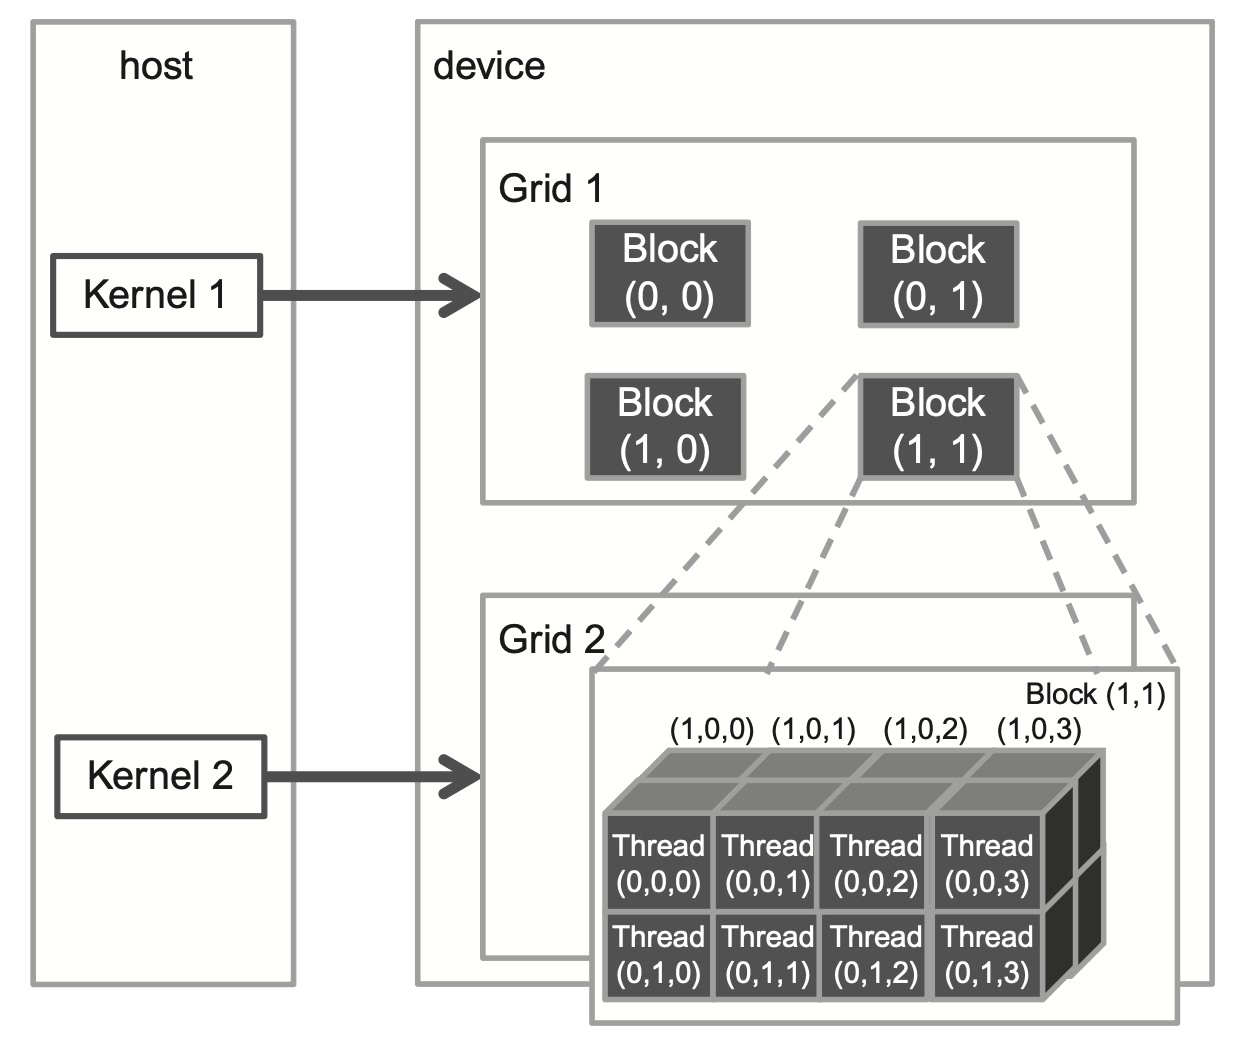 host
device
Grid 1
Block
(0, 0)
Block
(0, 1)
Kernel 1
Block
(1, 0)
Block
(1, 1)
Grid 2
Block (1,1)
(1,0,0) (1,0,1) (1,0,2) (1,0,3)
Kernel 2
Thread
(0,0,0)
Thread
(0,0,1)
Thread
(0,0,2)
Thread
(0,0,3)
Thread
(0,1,0)
Thread
(0,1,1)
Thread
(0,1,2)
Thread
(0,1,3)